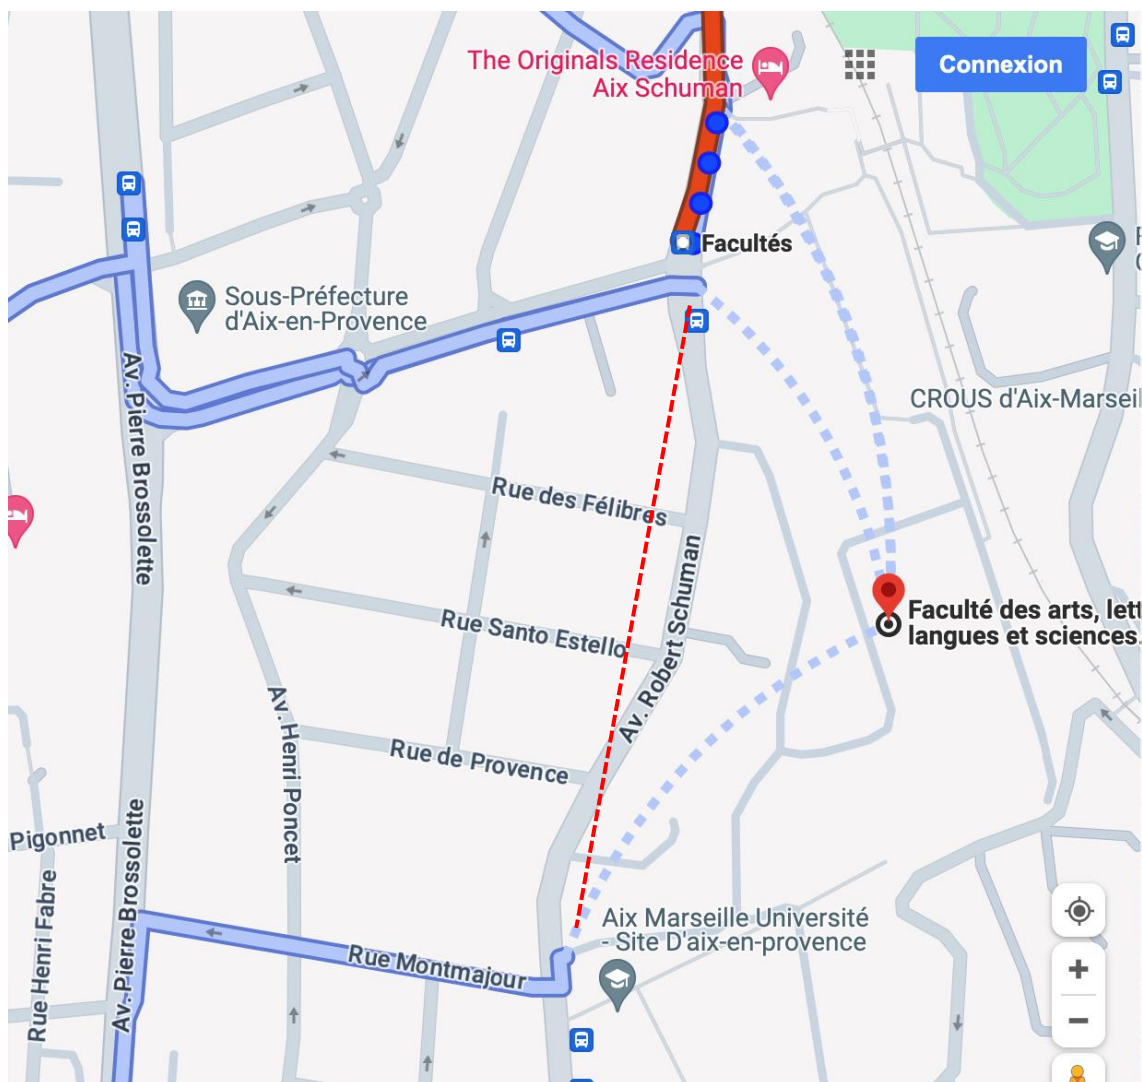 The Originals Residence
Aix Schuman
Connexion
Facultés
Sous-Préfecture
d'Aix-en-Provence
Av. Pierre Brossolette
CROUS d'Aix-Marseil
Rue des Félibres
Av. Robert Schuman
Faculté des arts, lett
langues et sciences
Rue Santo Estello
Av. Henri Poncet
Rue de Provence
Pigonnet
Av. Pierre Brossolette
Rue Henri Fabre
Aix Marseille Université
- Site D'aix-en-provence
Rue Montmajour